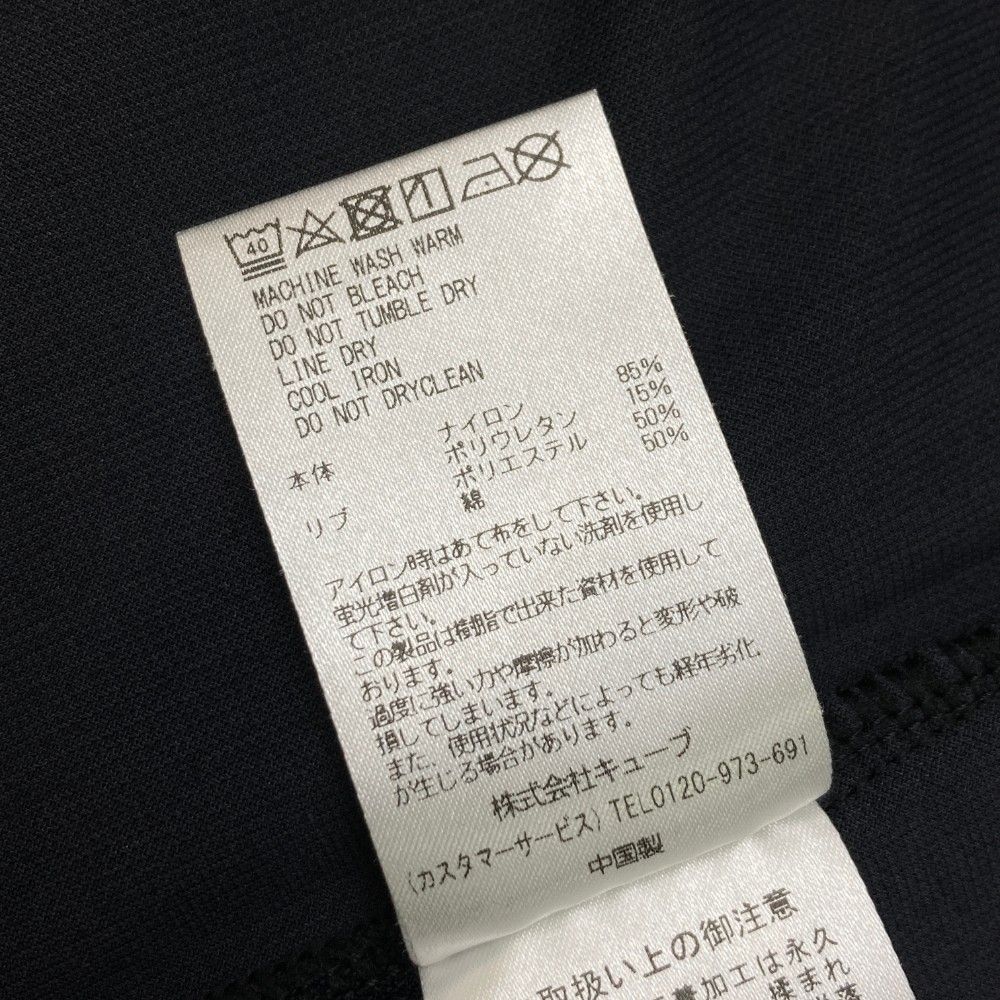 40
MACHINE WASH WARM
DO NOT BLEACH
DO NOT TUMBLE DRY
LINE DRY
COOL IRON
DO NOT DRYCLEAN
本体 ナイロン 85%
ポリウレタン 15%
リブ ポリエステル 50%
綿 50%
アイロン時はあて布をして下さい。
蛍光増白剤が入っていない洗剤を使用し
て下さい。
この製品は樹脂で出来た資材を使用して
おります。
過度に強い力や摩擦が加わると変形や破
損してしまいます。
また、使用状況などによっても経年劣化
が生じる場合があります。
株式会社キューブ
(カスタマーサービス) TEL0120-973-691
中国製
取扱い上の御注意
加工は永久
揉まれ